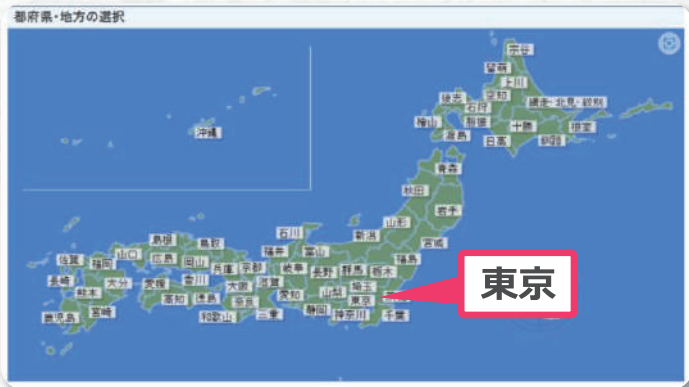 都府県・地方の選択
宗谷
留萌
上川
後志 空知 網走・北見・紋別
石狩
檜山 胆振 十勝 根室
渡島 日高 釧路
沖縄
青森
秋田
岩手
山形
石川 新潟 宮城
島根 鳥取 福井 富山 福島
佐賀 福岡 山口 広島 岡山 兵庫 京都 岐阜 長野 群馬 栃木
長崎 大分 愛媛 香川 大阪 滋賀 山梨 埼玉
熊本 高知 徳島 奈良 愛知 東京
鹿児島 宮崎 和歌山 三重 静岡 神奈川 千葉
東京